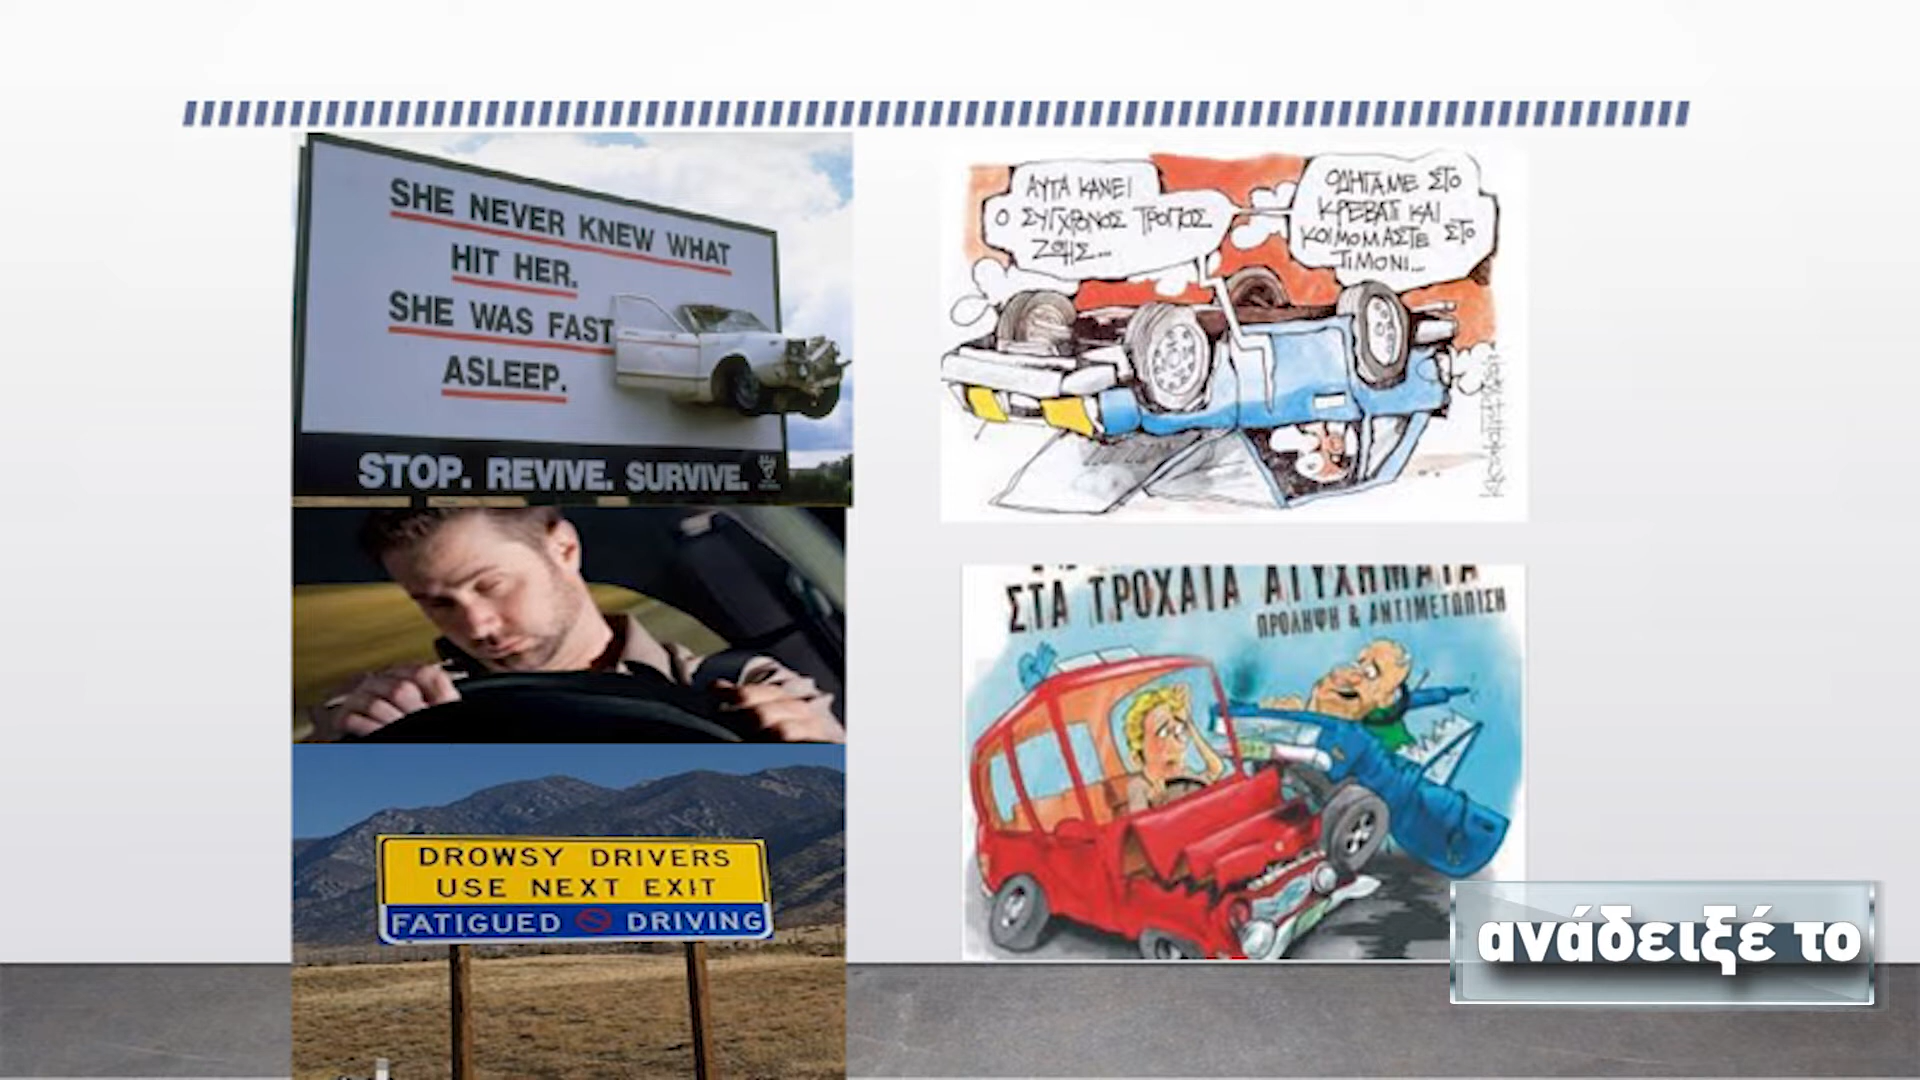 SHE NEVER KNEW WHAT
HIT HER.
SHE WAS FAST
ASLEEP.
STOP. REVIVE. SURVIVE.
DROWSY DRIVERS
USE NEXT EXIT
FATIGUED DRIVING
ΑΥΤΑ ΚΑΝΕΙ
Ο ΣΥΓΧΡΟΝΟΣ ΤΡΟΠΟΣ
ΖΩΗΣ...
ΟΔΗΓΑΜΕ ΣΤΟ
ΚΡΕΒΑΤΙ ΚΑΙ
ΚΟΙΜΟΜΑΣΤΕ ΣΤΟ
ΤΙΜΟΝΙ...
ΣΤΑ ΤΡΟΧΑΙΑ ΑΤΥΧΗΜΑΤΑ
ΠΡΟΛΗΨΗ & ΑΝΤΙΜΕΤΩΠΙΣΗ
ανάδειξέ το